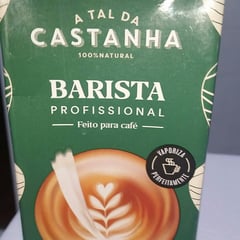 A TAL DA
CASTANHA
100% NATURAL
BARISTA
PROFISSIONAL
Feito para café
VAPORIZA
PERFEITAMENTE